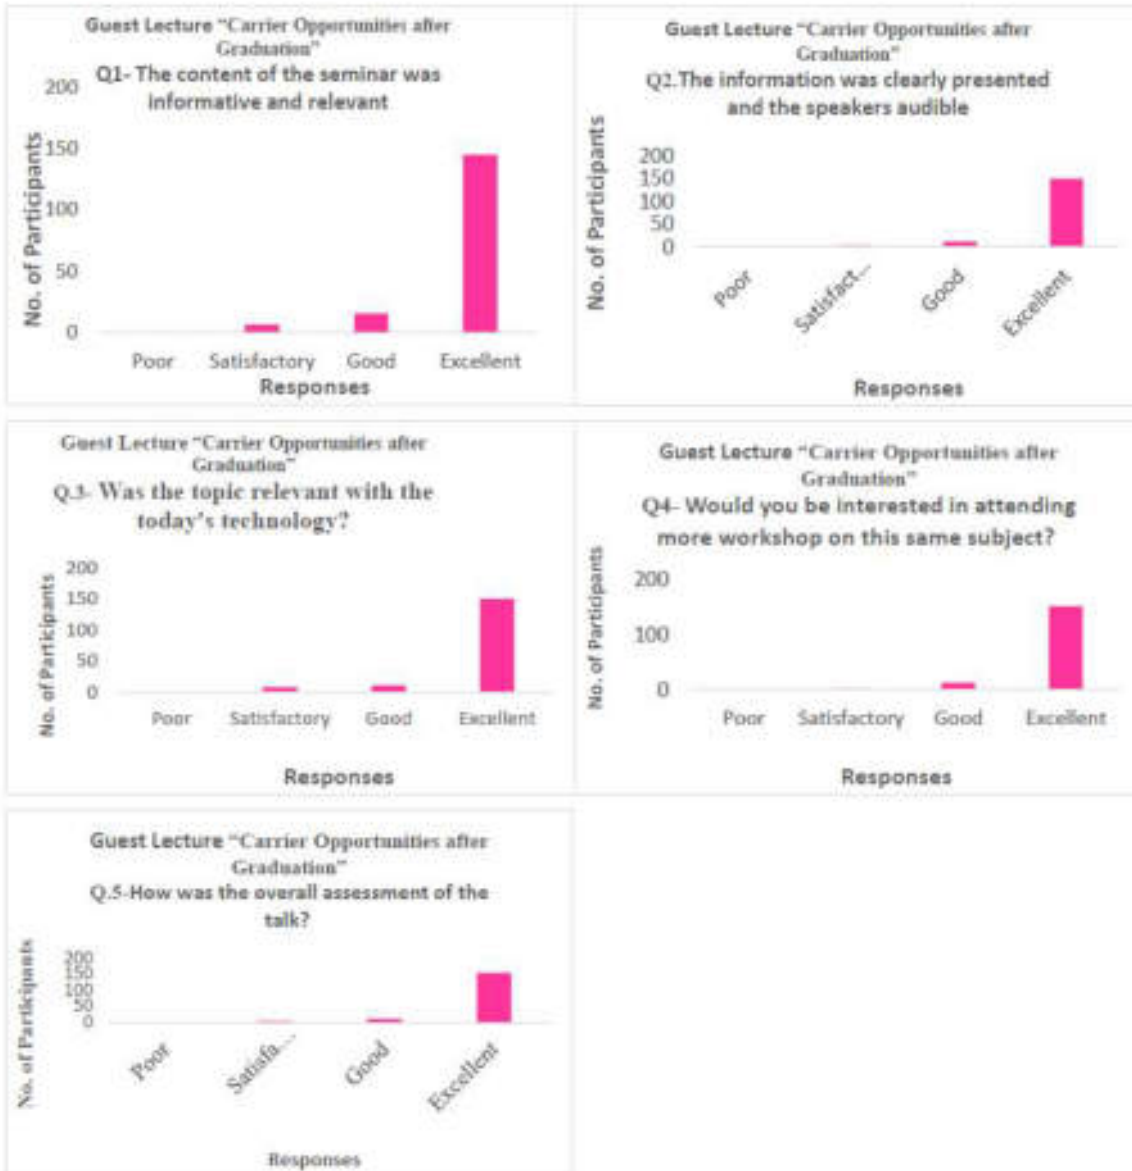 Guest Lecture “Carrier Opportunities after
Graduation”
Q1- The content of the seminar was
informative and relevant
No. of Participants
200
150
100
50
0
Poor Satisfactory Good Excellent
Responses
Guest Lecture “Carrier Opportunities after
Graduation”
Q2.The information was clearly presented
and the speakers audible
No. of Participants
200
150
100
50
0
Poor Satisfact... Good Excellent
Responses
Guest Lecture “Carrier Opportunities after
Graduation”
Q.3- Was the topic relevant with the
today’s technology?
No. of Participants
200
150
100
50
0
Poor Satisfactory Good Excellent
Responses
Guest Lecture “Carrier Opportunities after
Graduation”
Q4- Would you be interested in attending
more workshop on this same subject?
No. of Participants
200
100
0
Poor Satisfactory Good Excellent
Responses
Guest Lecture “Carrier Opportunities after
Graduation”
Q.5-How was the overall assessment of the
talk?
No. of Participants
200
150
100
50
0
Poor Satisfa.... Good Excellent
Responses